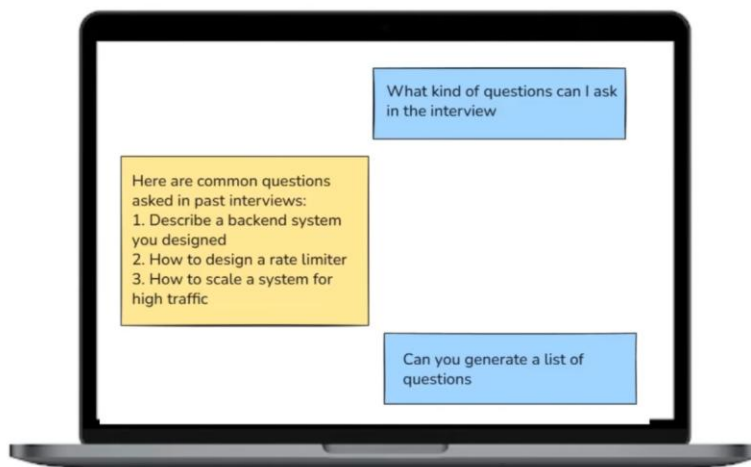 What kind of questions can I ask
in the interview
Here are common questions
asked in past interviews:
1. Describe a backend system
you designed
2. How to design a rate limiter
3. How to scale a system for
high traffic
Can you generate a list of
questions